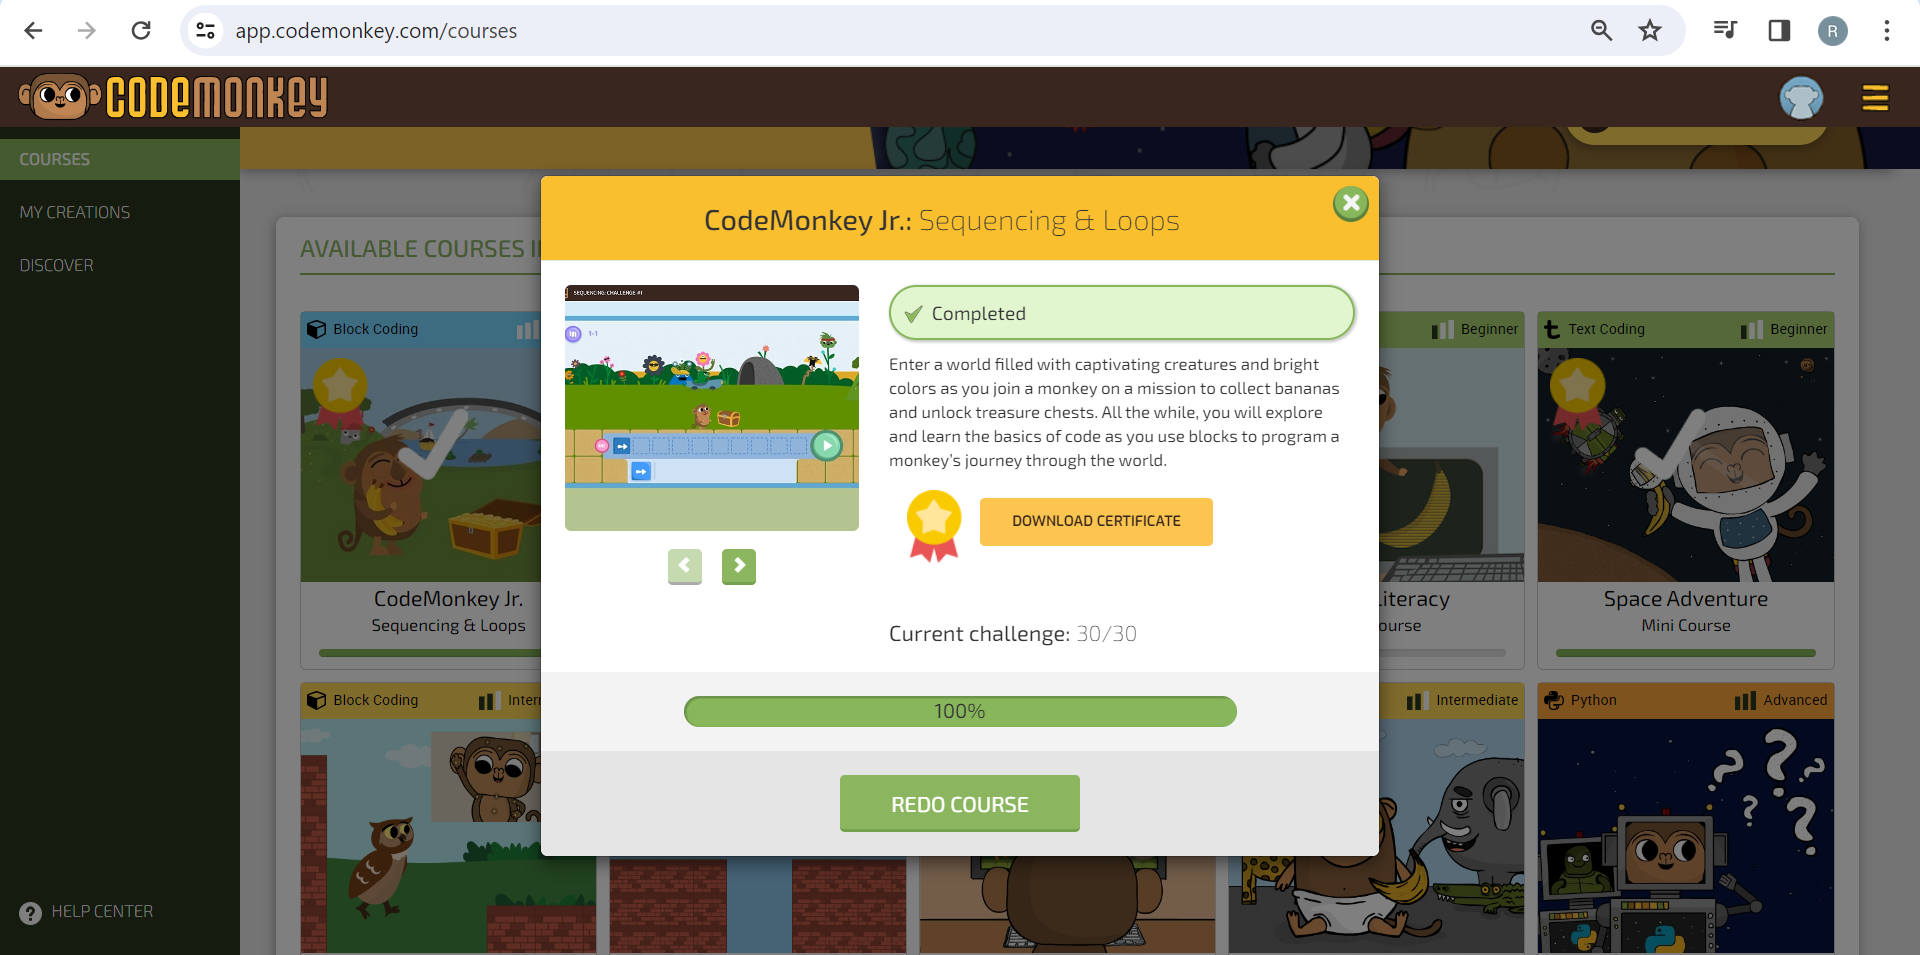 app.codemonkey.com/courses
R
CODEMONKEY
COURSES
MY CREATIONS
DISCOVER
HELP CENTER
AVAILABLE COURSES
CodeMonkey Jr.: Sequencing & Loops
SEQUENCING: CHALLENGE #1
1-1
Completed
Enter a world filled with captivating creatures and bright
colors as you join a monkey on a mission to collect bananas
and unlock treasure chests. All the while, you will explore
and learn the basics of code as you use blocks to program a
monkey's journey through the world.
DOWNLOAD CERTIFICATE
Current challenge: 30/30
100%
REDO COURSE
Block Coding
CodeMonkey Jr.
Sequencing & Loops
Beginner
Literacy
ourse
Text Coding Beginner
Space Adventure
Mini Course
Block Coding Inter
Intermediate
Python Advanced